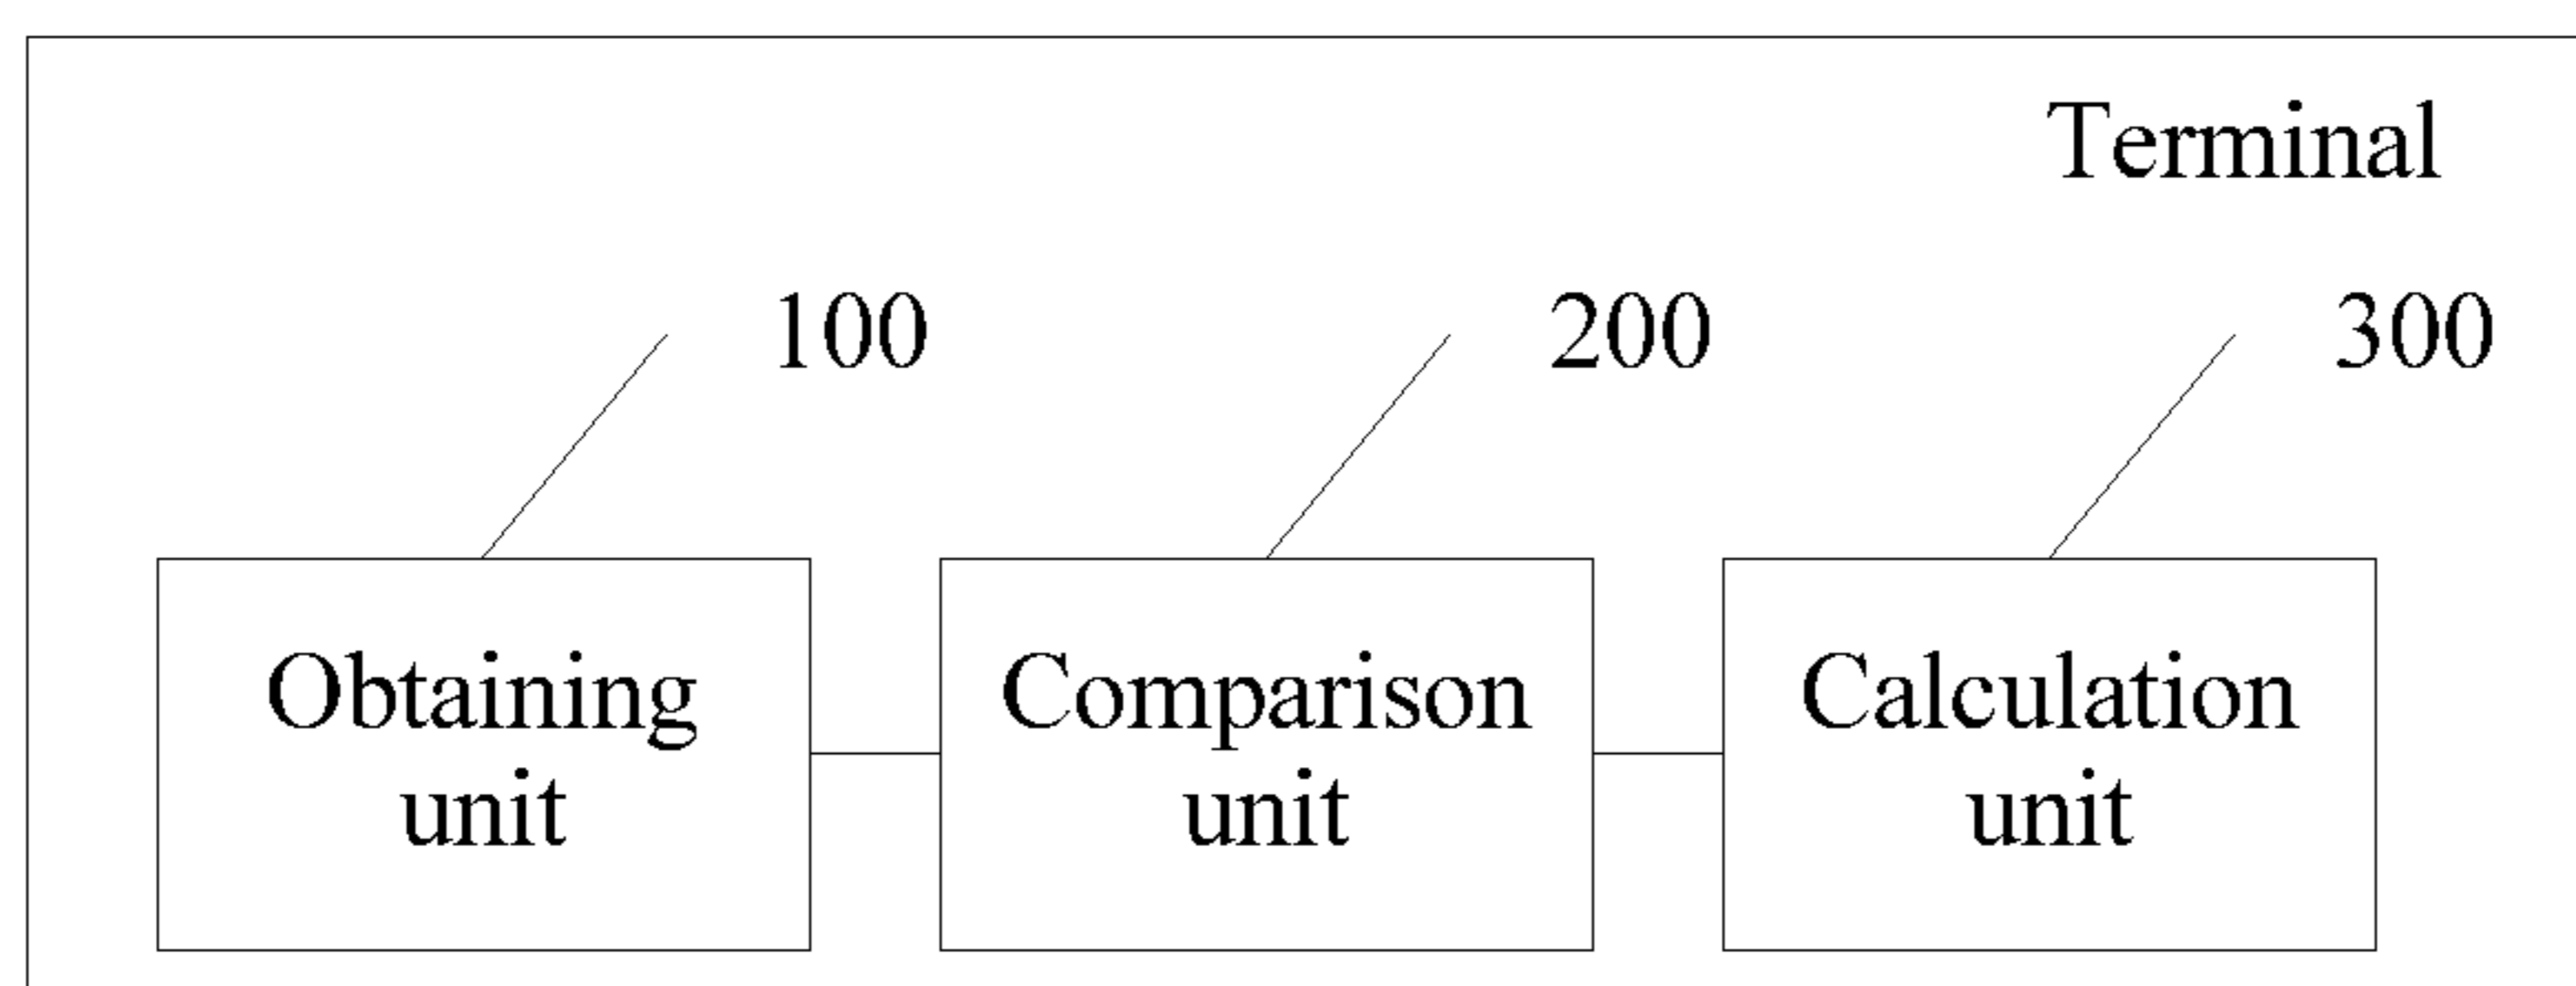 Terminal
100
200
300
Obtaining
unit
Comparison
unit
Calculation
unit